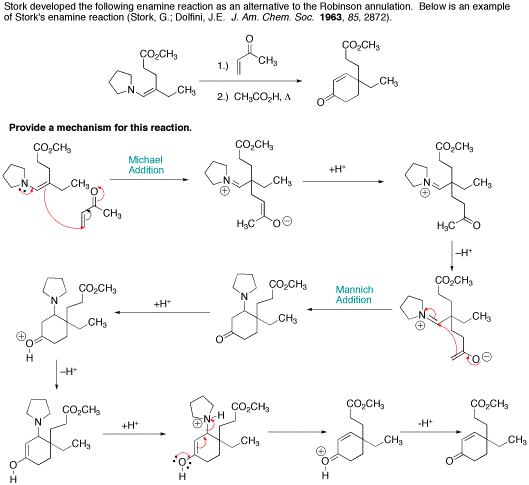 Stork developed the following enamine reaction as an alternative to the Robinson annulation. Below is an example
of Stork's enamine reaction (Stork, G.; Dolfini, J.E. J. Am. Chem. Soc. 1963, 85, 2872).
CO₂CH₃
N
CH₃
1.)
O
CH₃
2.) CH₃CO₂H, Δ
CO₂CH₃
CH₃
O
Provide a mechanism for this reaction.
CO₂CH₃
N
CH₃
O
CH₃
Michael
Addition
CO₂CH₃
N
⊕
CH₃
H₃C
O
⊖
+H⁺
CO₂CH₃
N
⊕
CH₃
H₃C
O
–H⁺
CO₂CH₃
N
⊕
CH₃
O
⊖
Mannich
Addition
N
CO₂CH₃
CH₃
O
+H⁺
N
CO₂CH₃
CH₃
⊕
O
H
–H⁺
N
CO₂CH₃
CH₃
O
H
+H⁺
N
⊕
H
CO₂CH₃
CH₃
O
H
CO₂CH₃
CH₃
O
⊕
H
-H⁺
CO₂CH₃
CH₃
O